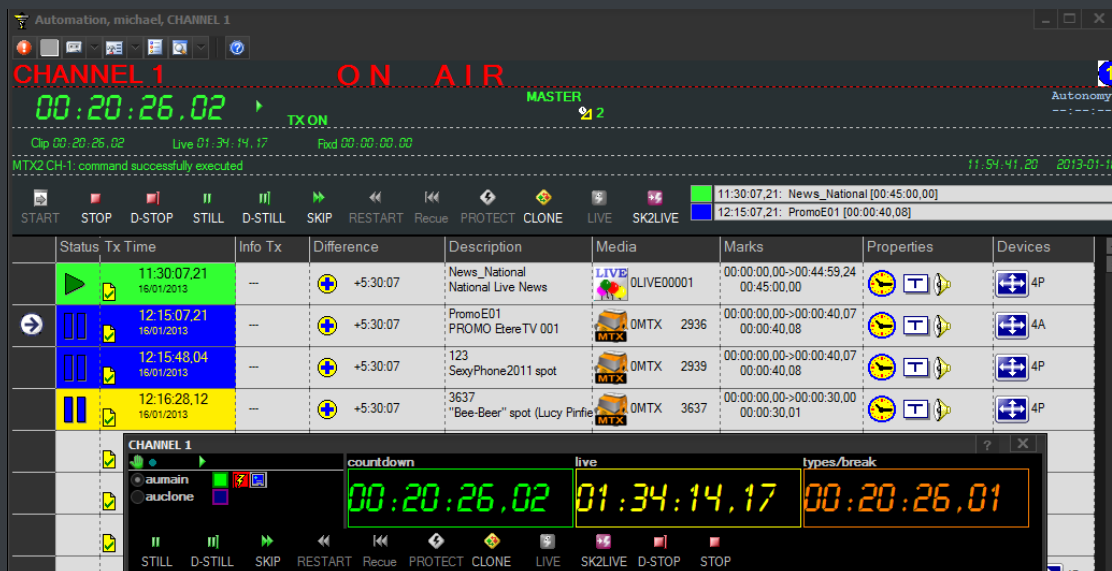 Automation, michael, CHANNEL 1
CHANNEL 1 ON AIR
00:20:26,02
TX ON
MASTER
2
Autonomy
--:--:--
Clip 00:20:26,02 Live 01:34:14,17 Fixd 00:00:00.00
MTX2 CH-1: command successfully executed 11:54:41,20
START STOP D-STOP STILL D-STILL SKIP RESTART Recue PROTECT CLONE LIVE SK2LIVE
11:30:07,21: News_National [00:45:00,00]
12:15:07,21: PromoE01 [00:00:40,08]
Status Tx Time Info Tx Difference Description Media Marks Properties Devices
11:30:07,21
16/01/2013
--- +5:30:07
News_National
National Live News
LIVE 0LIVE00001
00:00:00,00->00:44:59,24
00:45:00,00
T
4P
12:15:07,21
16/01/2013
--- +5:30:07
PromoE01
PROMO EtereTV 001
MTX 0MTX 2936
00:00:00,00->00:00:40,07
00:00:40,08
T
4A
12:15:48,04
16/01/2013
--- +5:30:07
123
SexyPhone2011 spot
MTX 0MTX 2939
00:00:00,00->00:00:40,07
00:00:40,08
T
4P
12:16:28,12
16/01/2013
--- +5:30:07
3637
"Bee-Beer" spot (Lucy Pinfie
MTX 0MTX 3637
00:00:00,00->00:00:30,00
00:00:30,01
T
4P
CHANNEL 1
? X
aumain
auclone
countdown live types/break
00:20:26,02 01:34:14,17 00:20:26,01
STILL D-STILL SKIP RESTART Recue PROTECT CLONE LIVE SK2LIVE D-STOP STOP